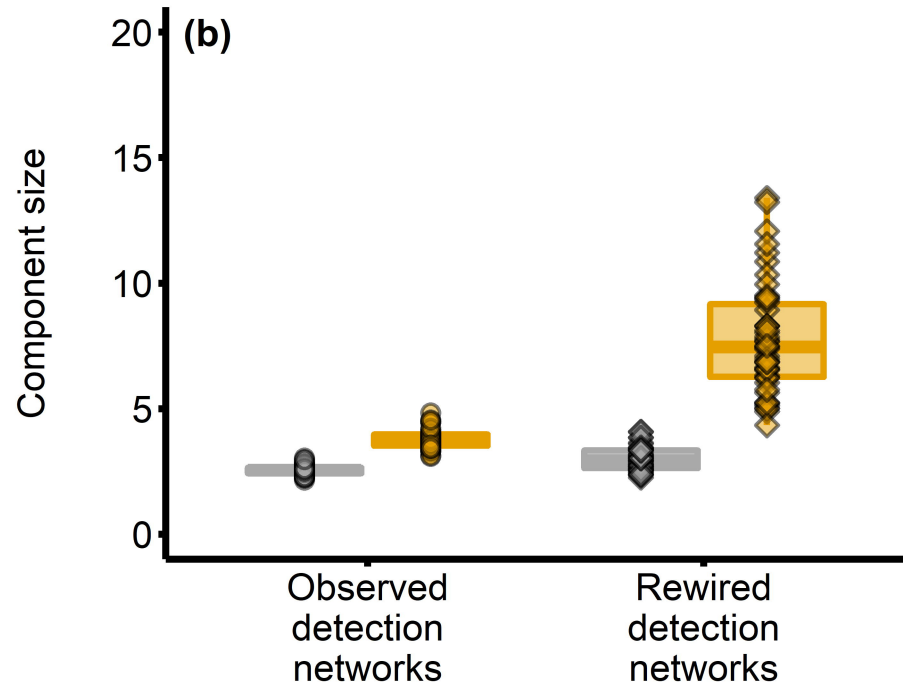 (b)
20
15
10
5
0
Component size
Observed
detection
networks
Rewired
detection
networks